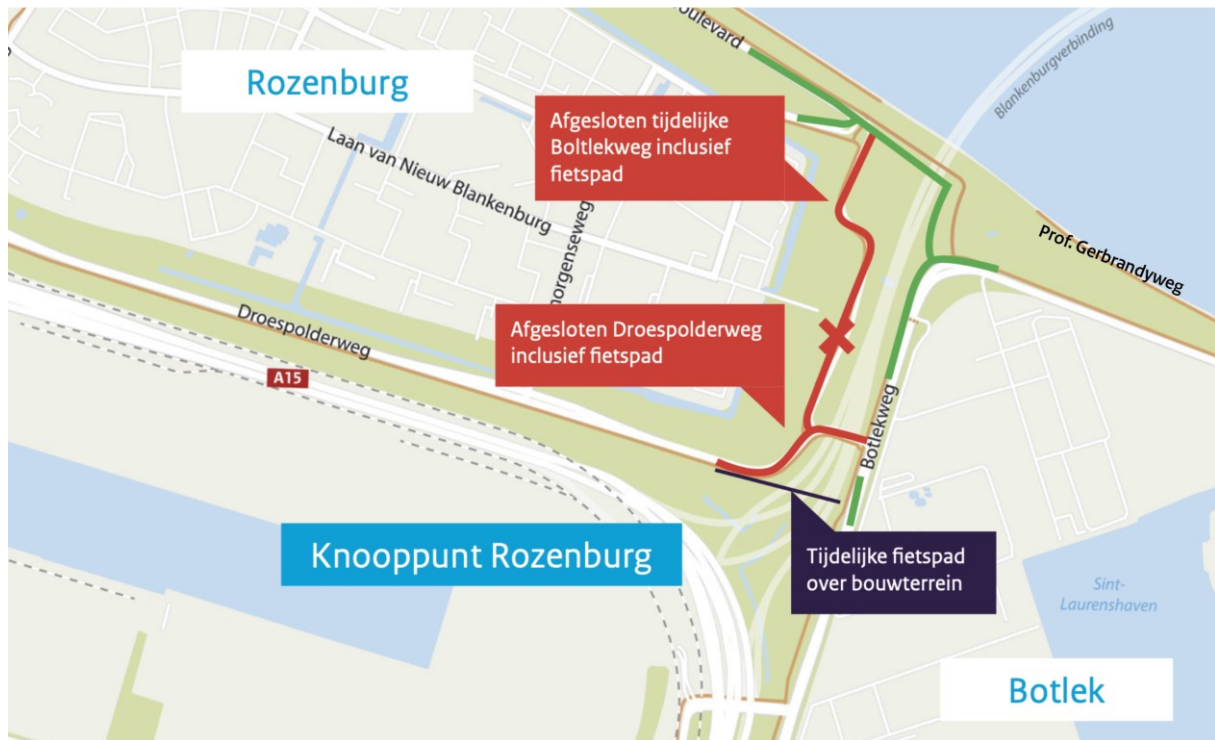 oulevard
Rozenburg
Blankenburgverbinding
Afgesloten tijdelijke
Boltlekweg inclusief
fietspad
Laan van Nieuw Blankenburg
norgenseweg
Prof. Gerbrandyweg
Droespolderweg
Afgesloten Droespolderweg
inclusief fietspad
A15
Botlekweg
Knooppunt Rozenburg
Tijdelijke fietspad
over bouwterrein
Sint-
Laurenshaven
Botlek